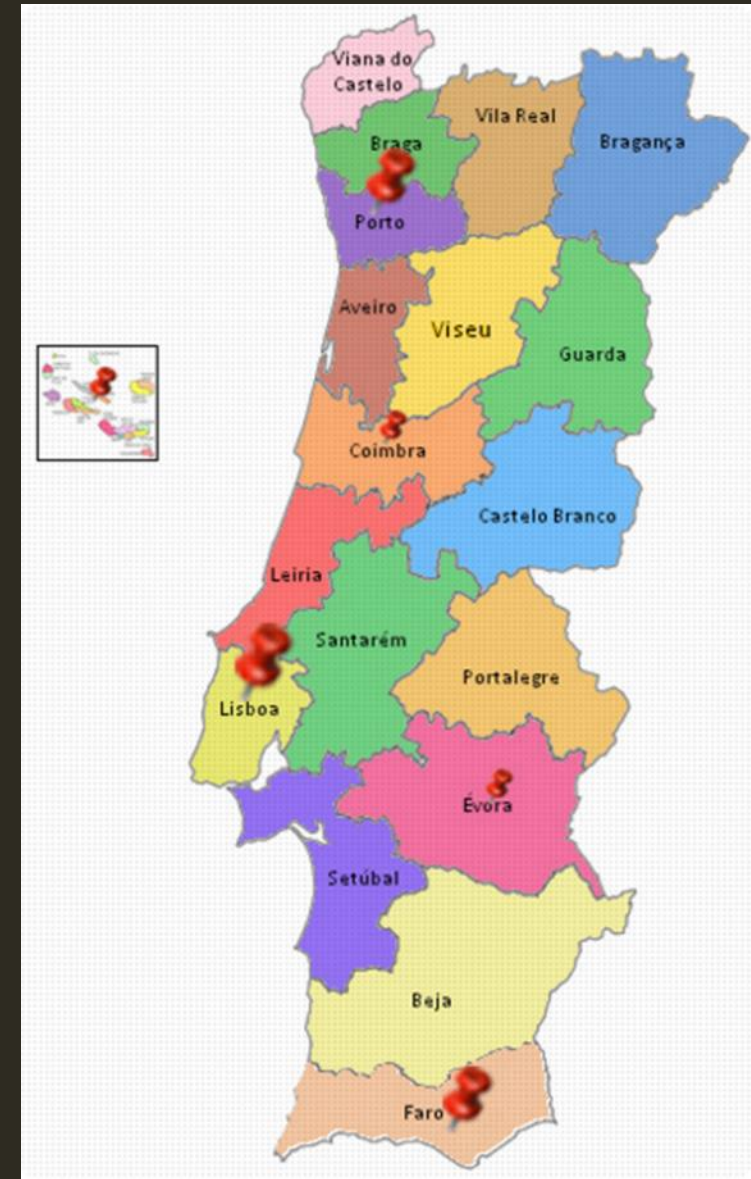 Viana do
Castelo
Vila Real
Bragança
Braga
Porto
Aveiro
Viseu
Guarda
Coimbra
Castelo Branco
Leiria
Santarém
Portalegre
Lisboa
Évora
Setúbal
Beja
Faro